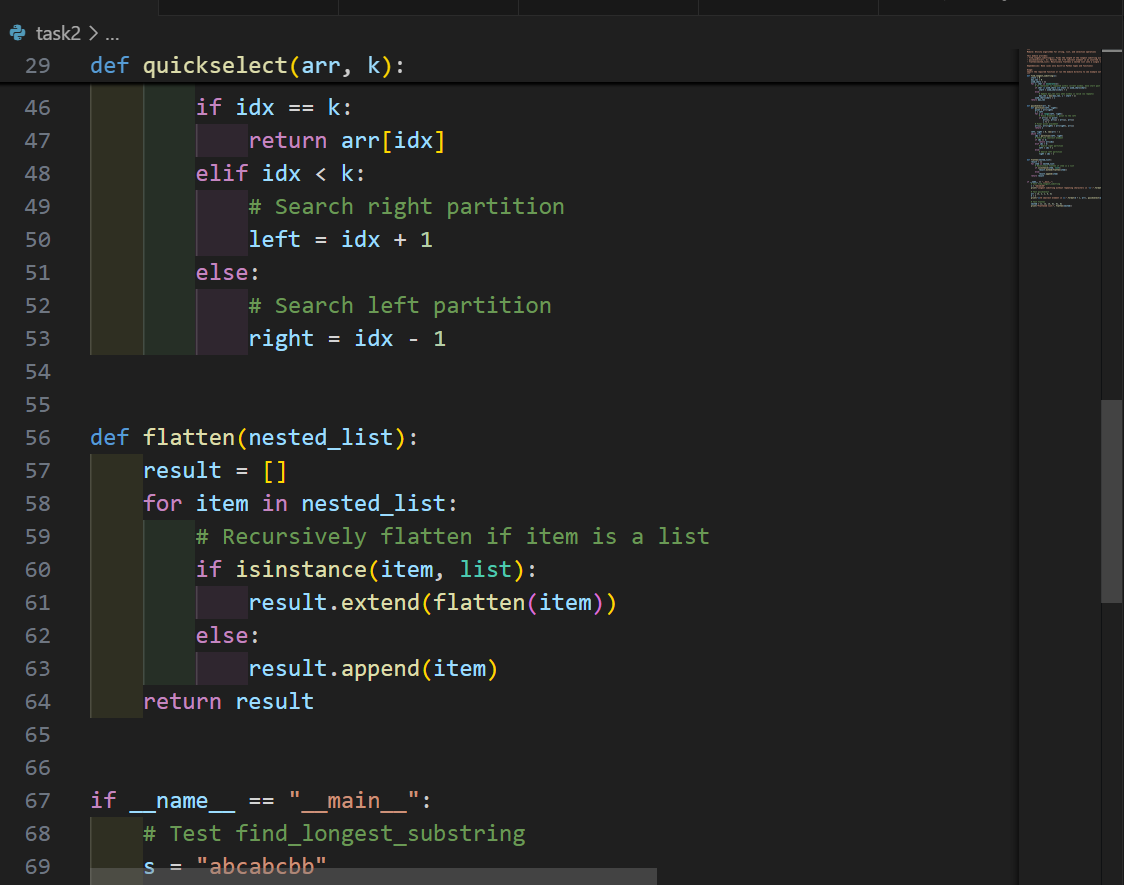 task2 > ...
29 def quickselect(arr, k):
46 if idx == k:
47 return arr[idx]
48 elif idx < k:
49 # Search right partition
50 left = idx + 1
51 else:
52 # Search left partition
53 right = idx - 1
54
55
56 def flatten(nested_list):
57 result = []
58 for item in nested_list:
59 # Recursively flatten if item is a list
60 if isinstance(item, list):
61 result.extend(flatten(item))
62 else:
63 result.append(item)
64 return result
65
66
67 if __name__ == "__main__":
68 # Test find_longest_substring
69 s = "abcabcbb"